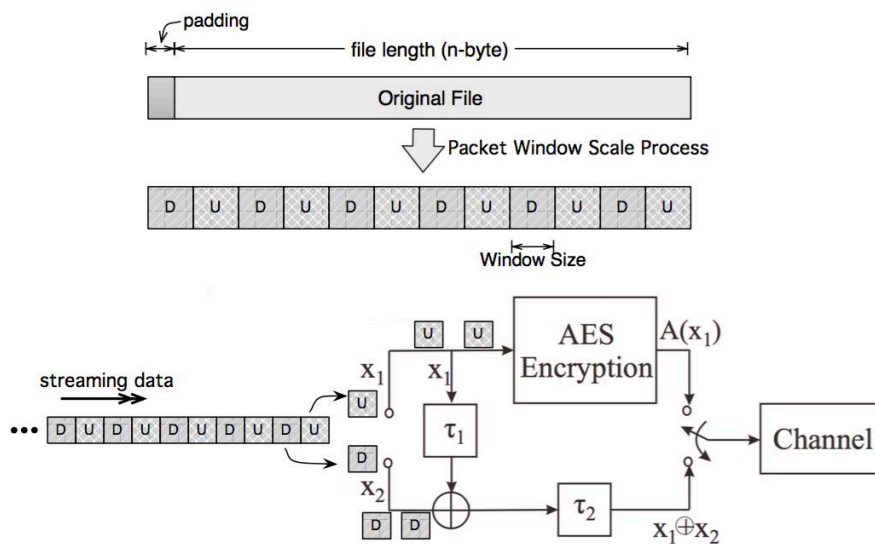 padding
file length (n-byte)
Original File
Packet Window Scale Process
D U D U D U D U D U D U
Window Size
U U
AES
Encryption
A(x₁)
x₁
x₁
streaming data
U
••• D U D U D U D U D U
τ₁
Channel
D
x₂
τ₂
D D
x₁⊕x₂